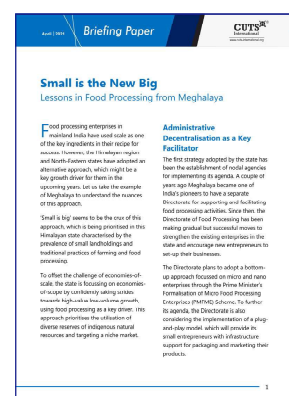 April | 2024
Briefing Paper
CUTS
International
www.cuts-international.org
Small is the New Big
Lessons in Food Processing from Meghalaya
Food processing enterprises in
mainland India have used scale as one
of the key ingredients in their recipe for
success. However, the Himalayan region
and North-Eastern states have adopted an
alternative approach, which might be a
key growth driver for them in the
upcoming years. Let us take the example
of Meghalaya to understand the nuances
of this approach.
'Small is big' seems to be the crux of this
approach, which is being prioritised in this
Himalayan state characterised by the
prevalence of small landholdings and
traditional practices of farming and food
processing.
To offset the challenge of economies-of-
scale, the state is focussing on economies-
of-scope by confidently taking strides
towards high-value low-volume growth,
using food processing as a key driver. This
approach prioritises the utilisation of
diverse reserves of indigenous natural
resources and targeting a niche market.
Administrative
Decentralisation as a Key
Facilitator
The first strategy adopted by the state has
been the establishment of nodal agencies
for implementing its agenda. A couple of
years ago Meghalaya became one of
India's pioneers to have a separate
Directorate for supporting and facilitating
food processing activities. Since then, the
Directorate of Food Processing has been
making gradual but successful moves to
strengthen the existing enterprises in the
state and encourage new entrepreneurs to
set-up their businesses.
The Directorate plans to adopt a bottom-
up approach focussed on micro and nano
enterprises through the Prime Minister's
Formalisation of Micro Food Processing
Enterprises (PMFME) Scheme. To further
its agenda, the Directorate is also
considering the implementation of a plug-
and-play model, which will provide its
small entrepreneurs with infrastructure
support for packaging and marketing their
products.
1